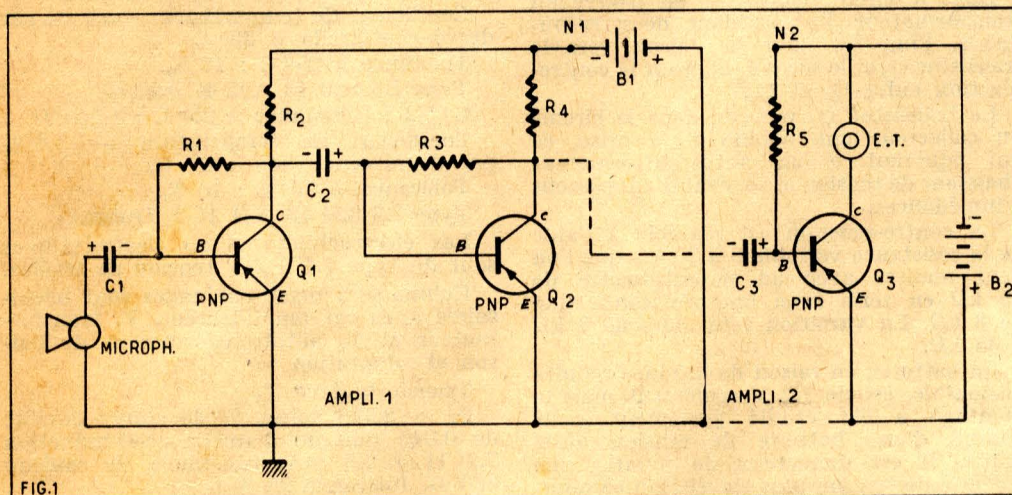 N1
- +
B1
N2
R2
R4
R5
E.T.
R1
- +
C2
R3
c
c
c
+ -
C1
B
Q1
PNP
E
B
Q2
PNP
E
- +
C3
B
Q3
PNP
E
-
+
B2
MICROPH.
AMPLI.1
AMPLI.2
FIG.1